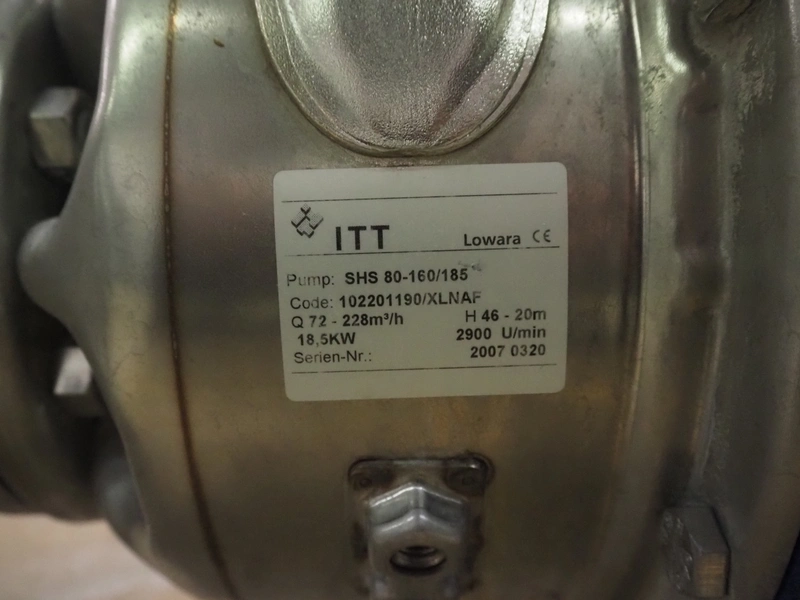 ITT Lowara CE
Pump: SHS 80-160/185
Code: 102201190/XLNAF
Q 72 - 228m³/h H 46 - 20m
18,5KW 2900 U/min
Serien-Nr.: 2007 0320